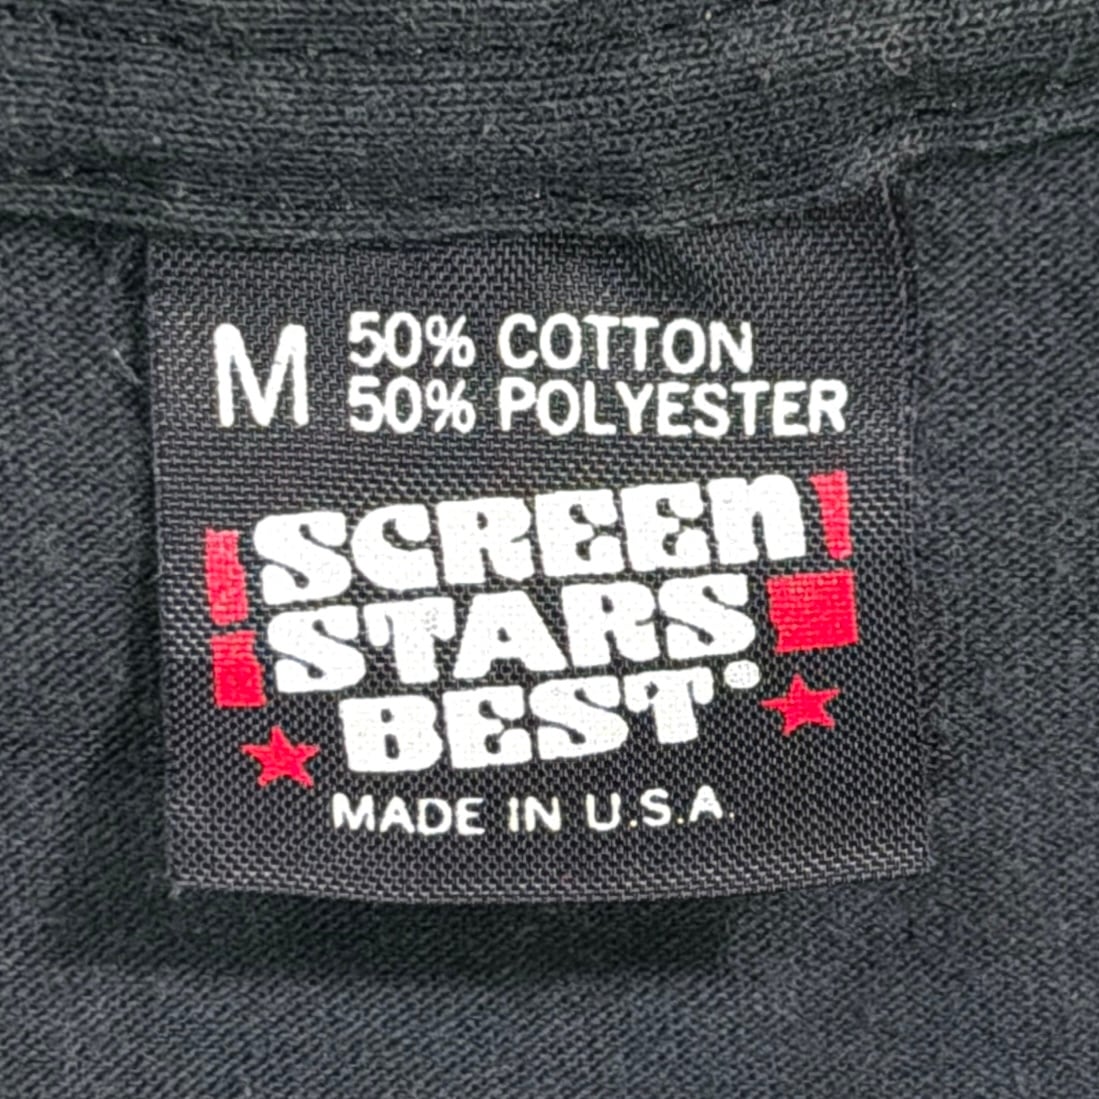 M 50% COTTON
50% POLYESTER
SCREEN
STARS
BEST®
MADE IN U.S.A.